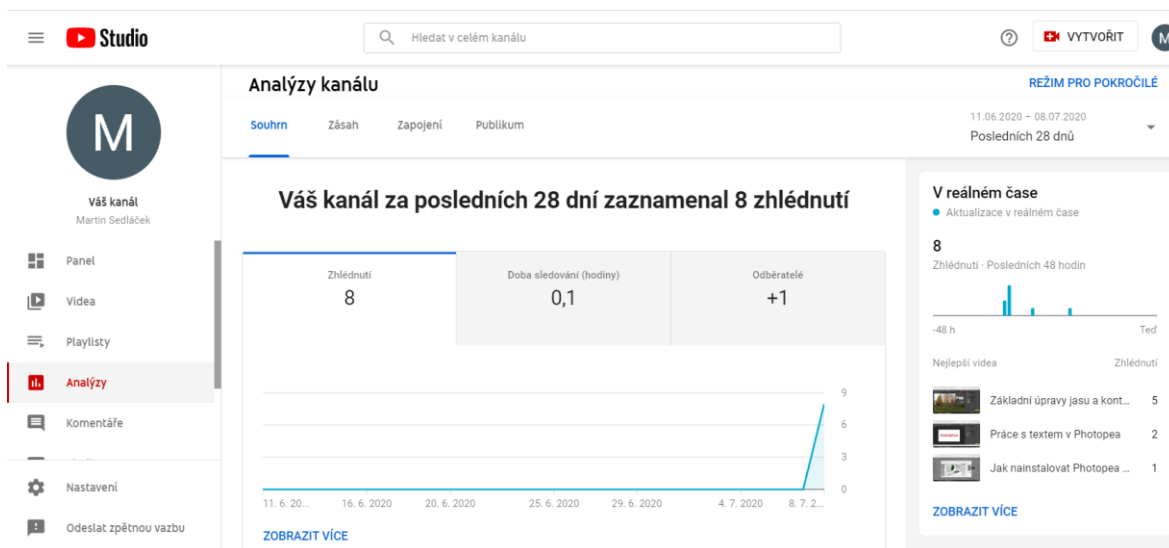 Studio
Hledat v celém kanálu
VYTVOŘIT
M
M
Váš kanál
Martin Sedláček
Panel
Videa
Playlisty
Analýzy
Komentáře
Nastavení
Odeslat zpětnou vazbu
Analýzy kanálu
REŽIM PRO POKROČILÉ
Souhrn Zásah Zapojení Publikum
11.06.2020 – 08.07.2020
Posledních 28 dnů
Váš kanál za posledních 28 dní zaznamenal 8 zhlédnutí
Zhlédnutí
8
Doba sledování (hodiny)
0,1
Odběratelé
+1
9
6
3
0
11. 6. 20... 16. 6. 2020 20. 6. 2020 25. 6. 2020 29. 6. 2020 4. 7. 2020 8. 7. 2...
ZOBRAZIT VÍCE
V reálném čase
Aktualizace v reálném čase
8
Zhlédnutí · Posledních 48 hodin
-48 h Teď
Nejlepší videa Zhlédnutí
Základní úpravy jasu a kont... 5
Práce s textem v Photopea 2
Jak nainstalovat Photopea ... 1
ZOBRAZIT VÍCE